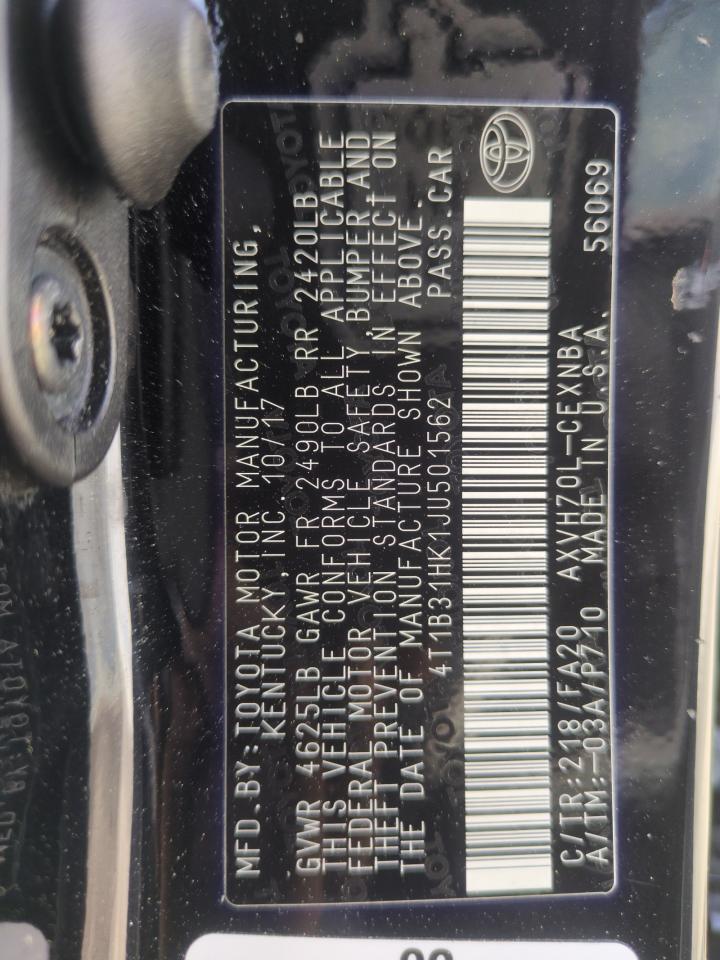 MFD.BY:TOYOTA MOTOR MANUFACTURING,
KENTUCKY,INC.10/17
GVWR 4625LB GAWR FR 2490LB RR 2420LB
THIS VEHICLE CONFORMS TO ALL APPLICABLE
FEDERAL MOTOR VEHICLE SAFETY,BUMPER AND
THEFT PREVENTION STANDARDS IN EFFECT ON
THE DATE OF MANUFACTURE SHOWN ABOVE.
4T1B31HK1JU501562 PASS.CAR
C/TR:218/FA20 AXVH70L-CEXNBA 56069
A/TM:-03A/P710 MADE IN U.S.A.